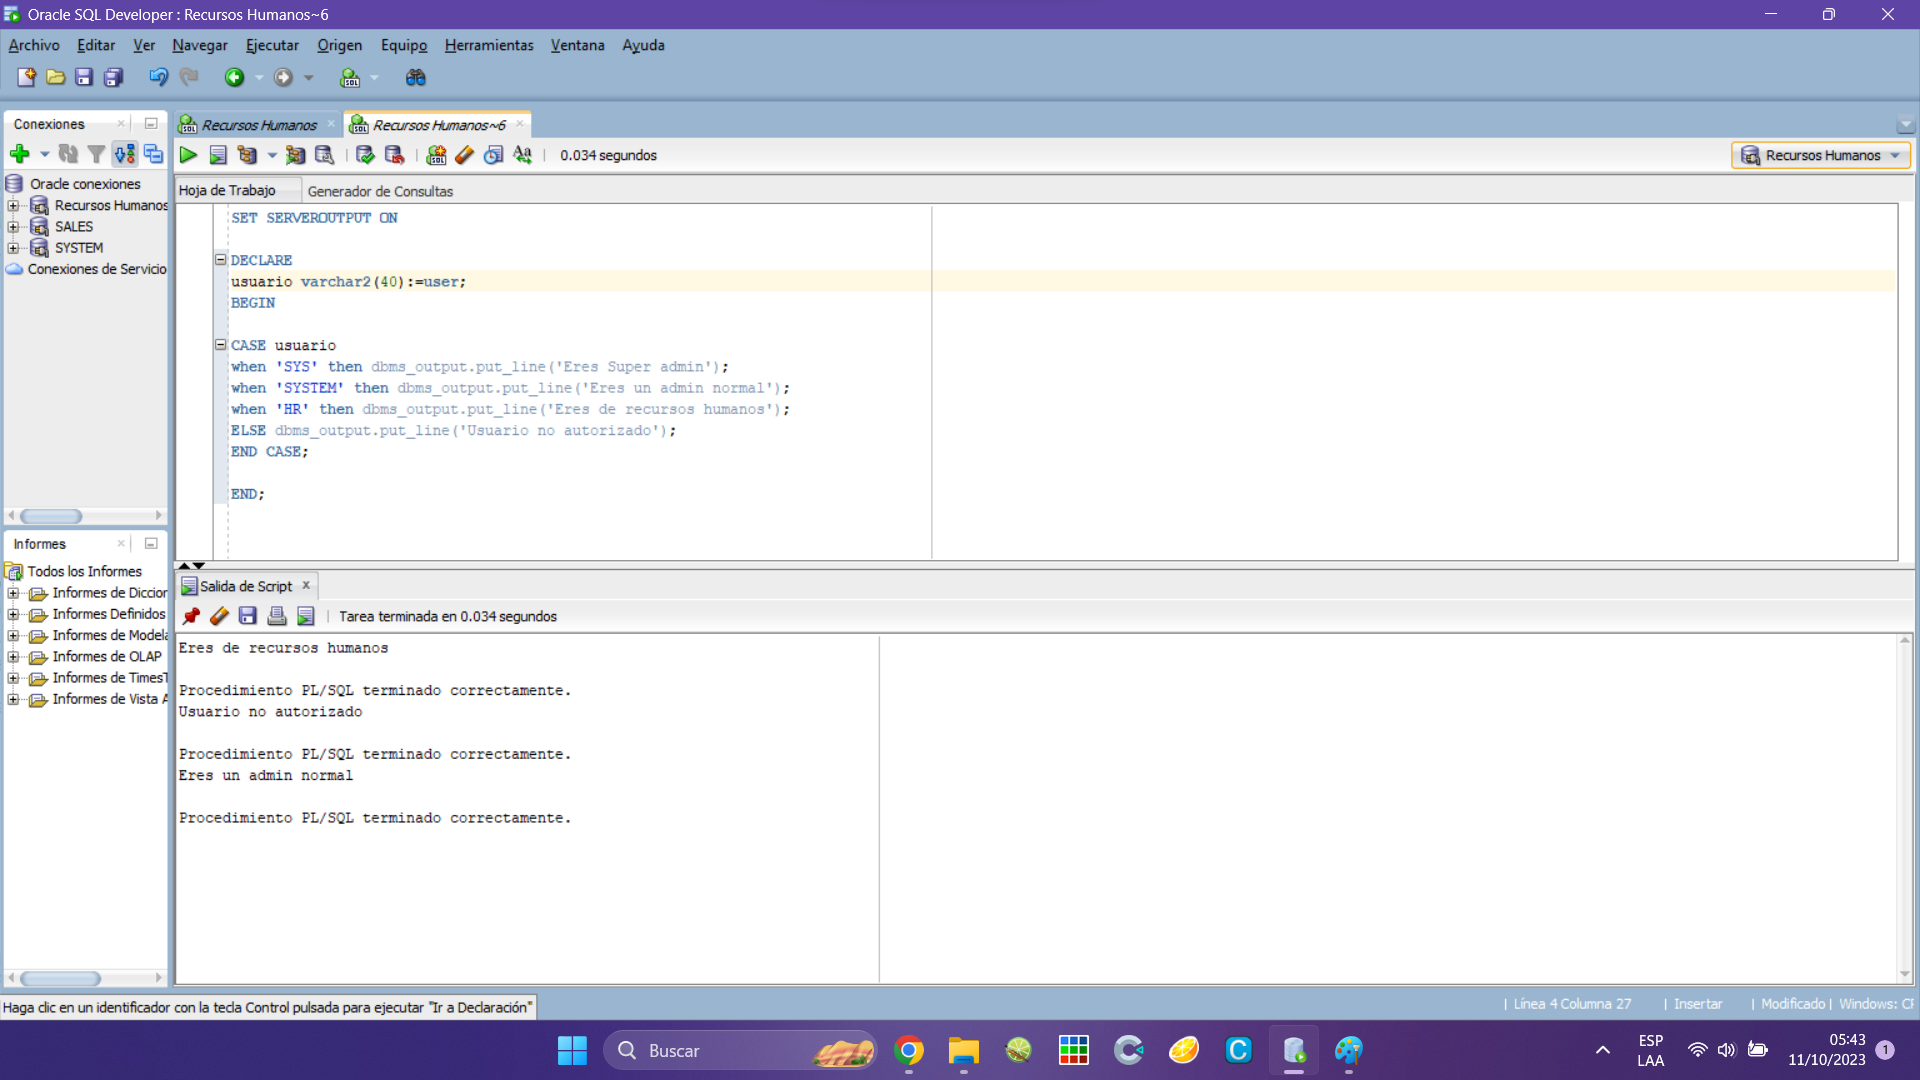 Oracle SQL Developer : Recursos Humanos~6
Archivo Editar Ver Navegar Ejecutar Origen Equipo Herramientas Ventana Ayuda
Conexiones
Recursos Humanos
Recursos Humanos~6
0.034 segundos
Recursos Humanos
Oracle conexiones
Recursos Humanos
SALES
SYSTEM
Conexiones de Servicio
Hoja de Trabajo
Generador de Consultas
SET SERVEROUTPUT ON
DECLARE
usuario varchar2(40):=user;
BEGIN
CASE usuario
when 'SYS' then dbms_output.put_line('Eres Super admin');
when 'SYSTEM' then dbms_output.put_line('Eres un admin normal');
when 'HR' then dbms_output.put_line('Eres de recursos humanos');
ELSE dbms_output.put_line('Usuario no autorizado');
END CASE;
END;
Informes
Todos los Informes
Informes de Diccion
Informes Definidos
Informes de Modela
Informes de OLAP
Informes de TimesT
Informes de Vista A
Salida de Script
Tarea terminada en 0.034 segundos
Eres de recursos humanos
Procedimiento PL/SQL terminado correctamente.
Usuario no autorizado
Procedimiento PL/SQL terminado correctamente.
Eres un admin normal
Procedimiento PL/SQL terminado correctamente.
Haga clic en un identificador con la tecla Control pulsada para ejecutar "Ir a Declaración"
| Línea 4 Columna 27 | Insertar | Modificado | Windows: CF
Buscar
ESP
LAA
05:43
11/10/2023
1